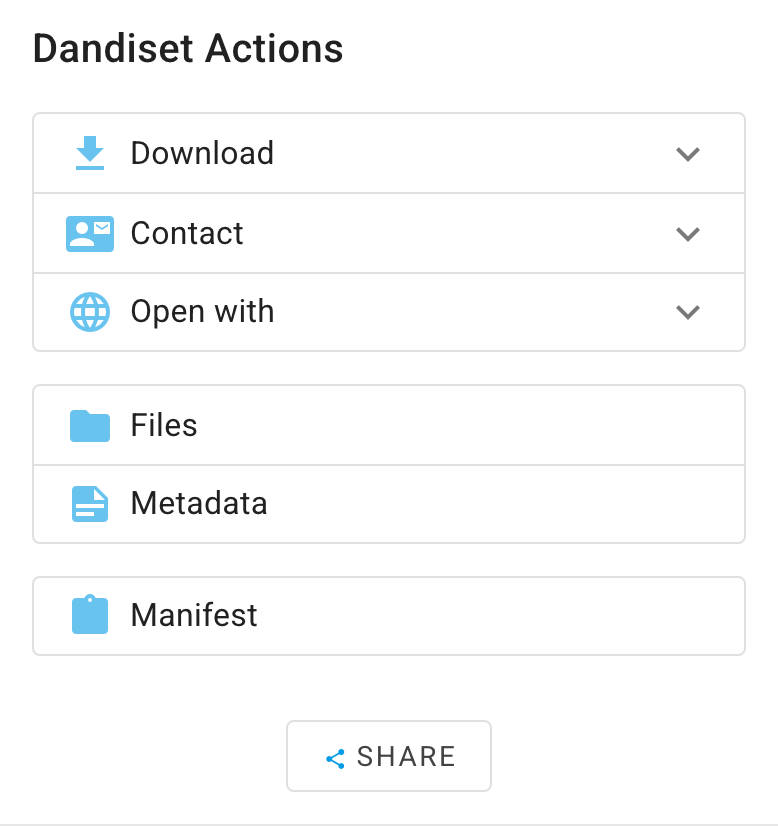 Dandiset Actions
Download
Contact
Open with
Files
Metadata
Manifest
SHARE